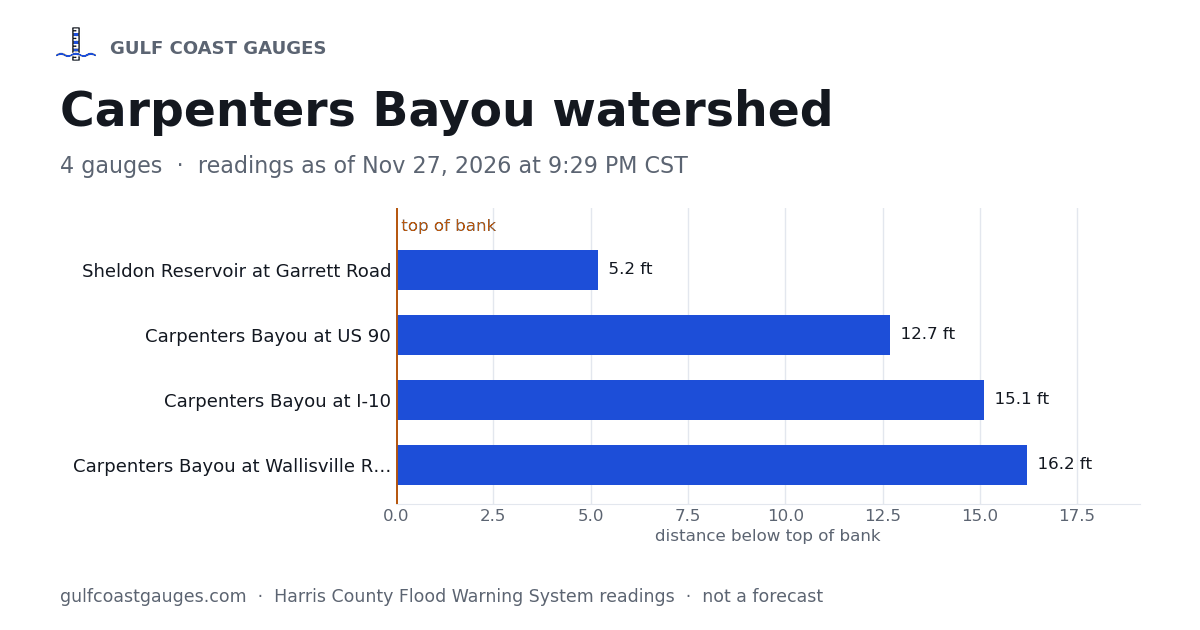 GULF COAST GAUGES
Carpenters Bayou watershed
4 gauges · readings as of Nov 27, 2026 at 9:29 PM CST
top of bank
Sheldon Reservoir at Garrett Road 5.2 ft
Carpenters Bayou at US 90 12.7 ft
Carpenters Bayou at I-10 15.1 ft
Carpenters Bayou at Wallisville R... 16.2 ft
0.0 2.5 5.0 7.5 10.0 12.5 15.0 17.5
distance below top of bank
gulfcoastgauges.com · Harris County Flood Warning System readings · not a forecast